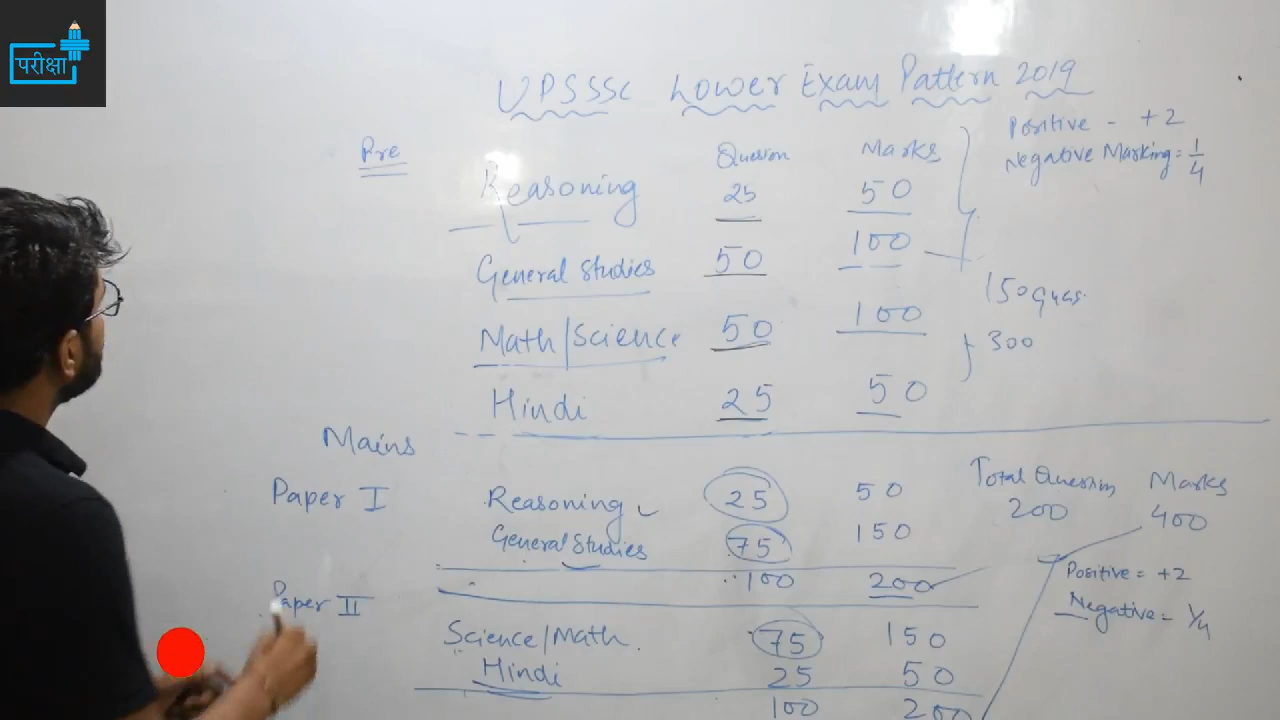 परीक्षा
UPSSSC Lower Exam Pattern 2019
Pre Question Marks
Positive - +2
Negative Marking = 1/4
Reasoning 25 50
General Studies 50 100
Math/Science 50 100
Hindi 25 50
150 Ques.
300
Mains
Paper I Reasoning 25 50
General Studies 75 150
100 200
Total Question Marks
200 400
Positive = +2
Negative = 1/4
Paper II
Science/Math 75 150
Hindi 25 50
100 200